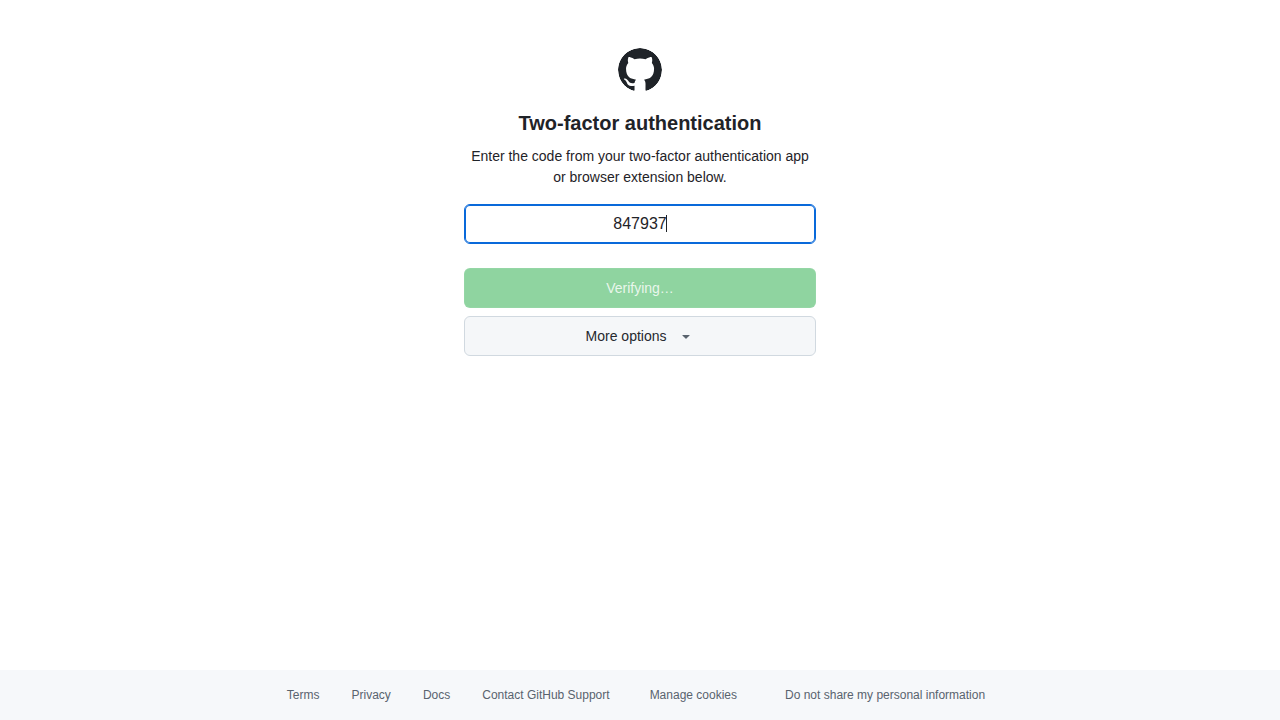 Two-factor authentication
Enter the code from your two-factor authentication app
or browser extension below.
847937
Verifying…
More options
Terms Privacy Docs Contact GitHub Support Manage cookies Do not share my personal information